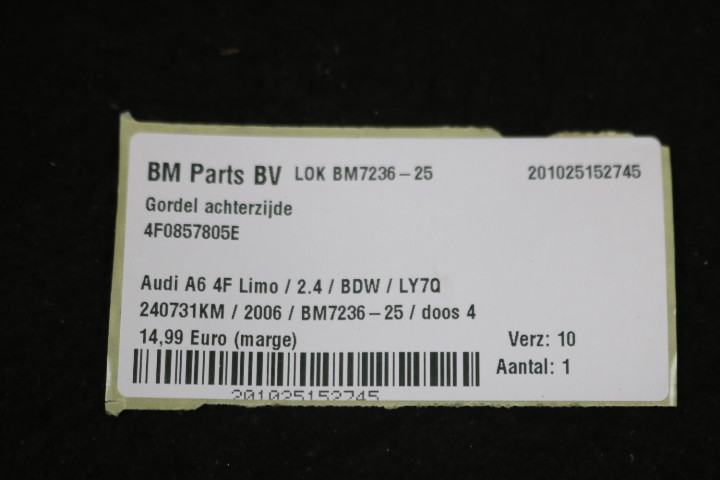 BM Parts BV LOK BM7236-25 201025152745
Gordel achterzijde
4F0857805E
Audi A6 4F Limo / 2.4 / BDW / LY7Q
240731KM / 2006 / BM7236-25 / doos 4
14,99 Euro (marge) Verz: 10
Aantal: 1
201025152745